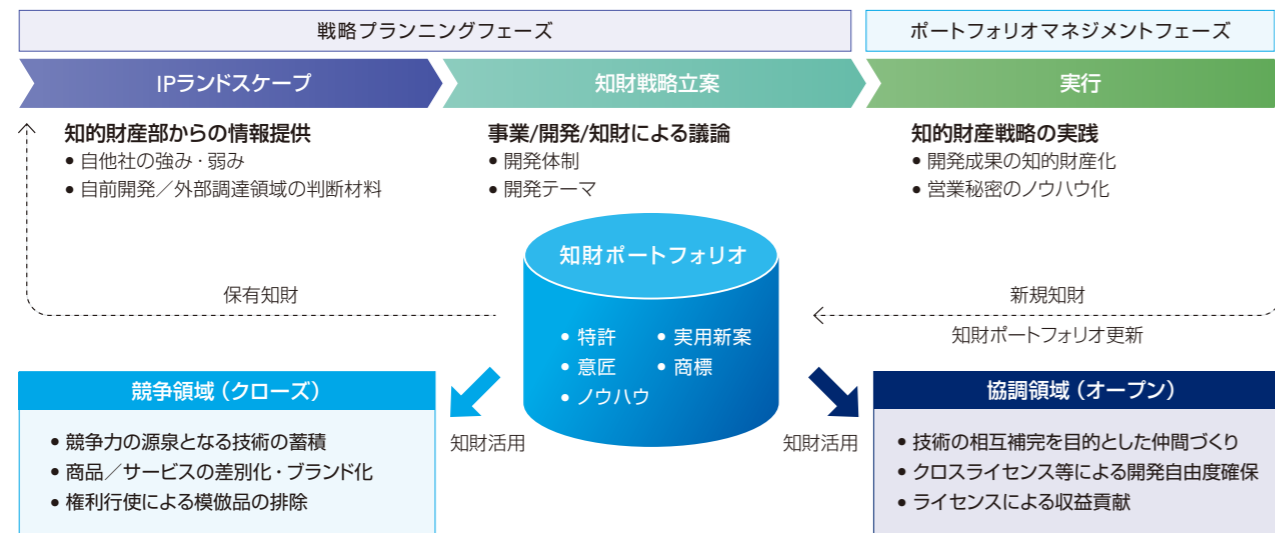 戦略プランニングフェーズ
ポートフォリオマネジメントフェーズ
IPランドスケープ
知財戦略立案
実行
知的財産部からの情報提供
• 自他社の強み・弱み
• 自前開発／外部調達領域の判断材料
事業/開発/知財による議論
• 開発体制
• 開発テーマ
知的財産戦略の実践
• 開発成果の知的財産化
• 営業秘密のノウハウ化
知財ポートフォリオ
• 特許
• 実用新案
• 意匠
• 商標
• ノウハウ
保有知財
新規知財
知財ポートフォリオ更新
競争領域（クローズ）
• 競争力の源泉となる技術の蓄積
• 商品／サービスの差別化・ブランド化
• 権利行使による模倣品の排除
知財活用
知財活用
協調領域（オープン）
• 技術の相互補完を目的とした仲間づくり
• クロスライセンス等による開発自由度確保
• ライセンスによる収益貢献